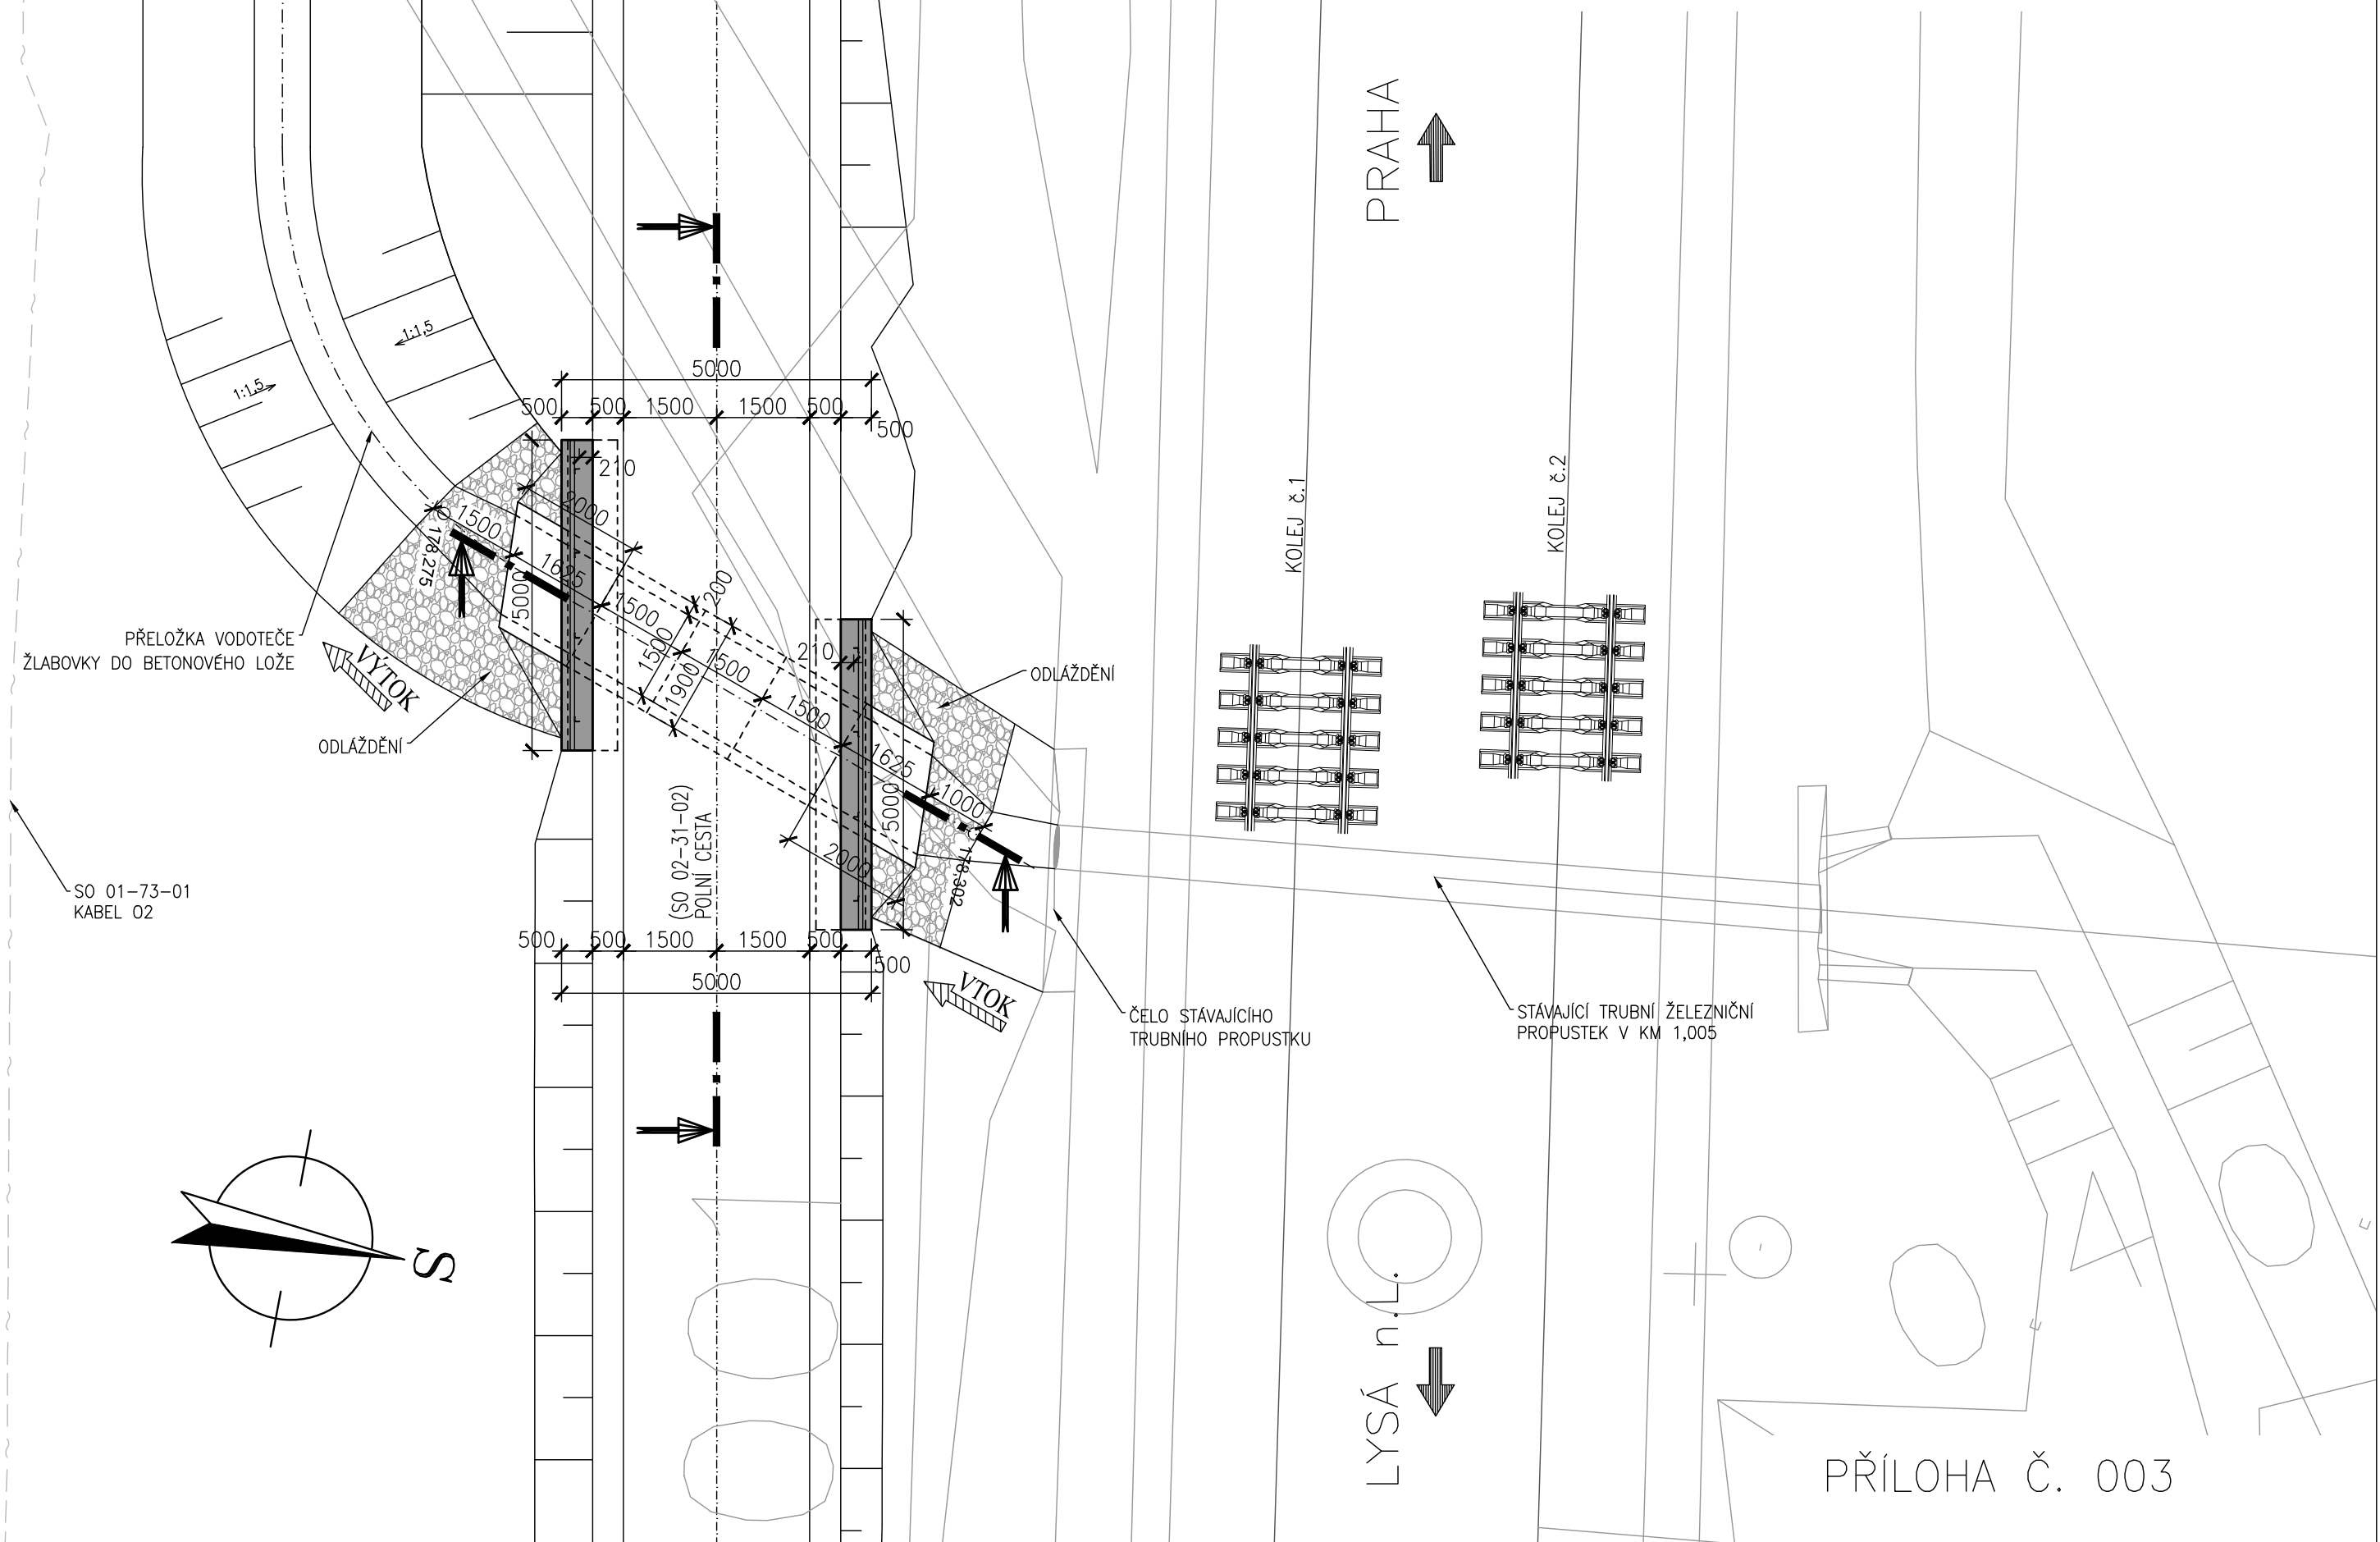 PRAHA
1:1,5
1:1,5
5000
500
500
1500
1500
500
500
210
2000
1500
178,275
1625
5000
1500
200
1500
1900
1500
1500
210
KOLEJ č.1
KOLEJ č.2
PŘELOŽKA VODOTEČE
ŽLABOVKY DO BETONOVÉHO LOŽE
VÝTOK
ODLÁŽDĚNÍ
ODLÁŽDĚNÍ
1625
1000
5000
2000
178,302
(SO 02-31-02)
POLNÍ CESTA
SO 01-73-01
KABEL O2
500
500
1500
1500
500
500
5000
VTOK
ČELO STÁVAJÍCÍHO
TRUBNÍHO PROPUSTKU
STÁVAJÍCÍ TRUBNÍ ŽELEZNIČNÍ
PROPUSTEK V KM 1,005
S
LYSÁ n.L.
PŘÍLOHA Č. 003